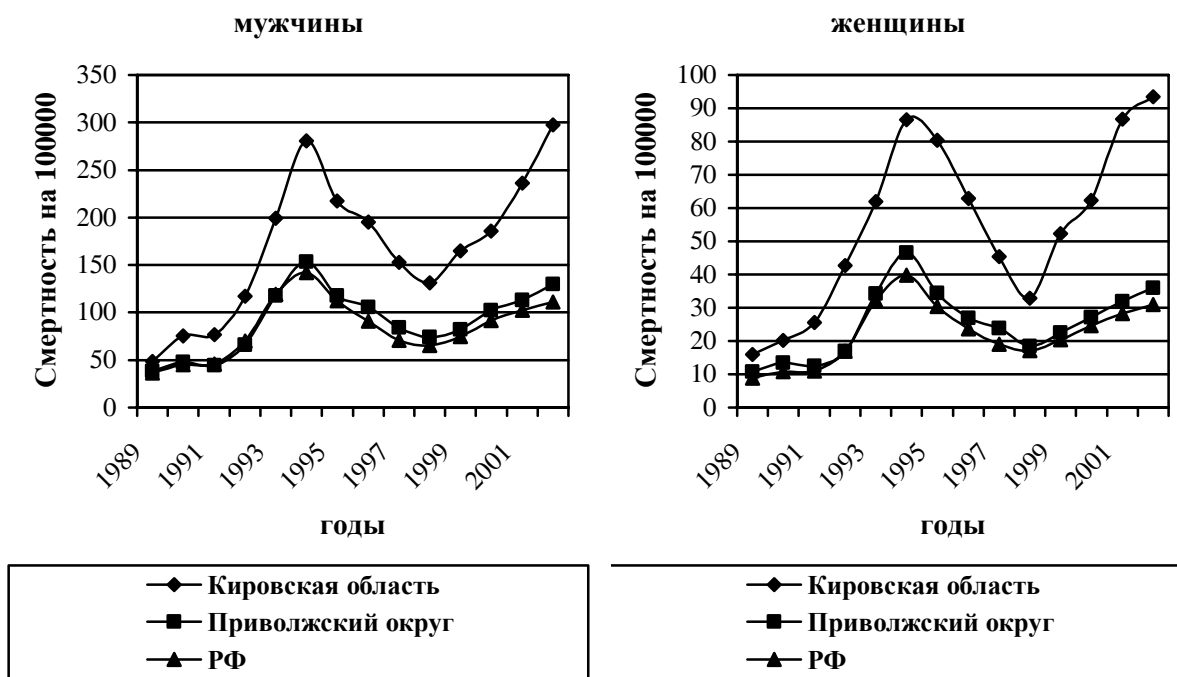 мужчины
Смертность на 100000
350
300
250
200
150
100
50
0
1989
1991
1993
1995
1997
1999
2001
годы
Кировская область
Приволжский округ
РФ
женщины
Смертность на 100000
100
90
80
70
60
50
40
30
20
10
0
1989
1991
1993
1995
1997
1999
2001
годы
Кировская область
Приволжский округ
РФ